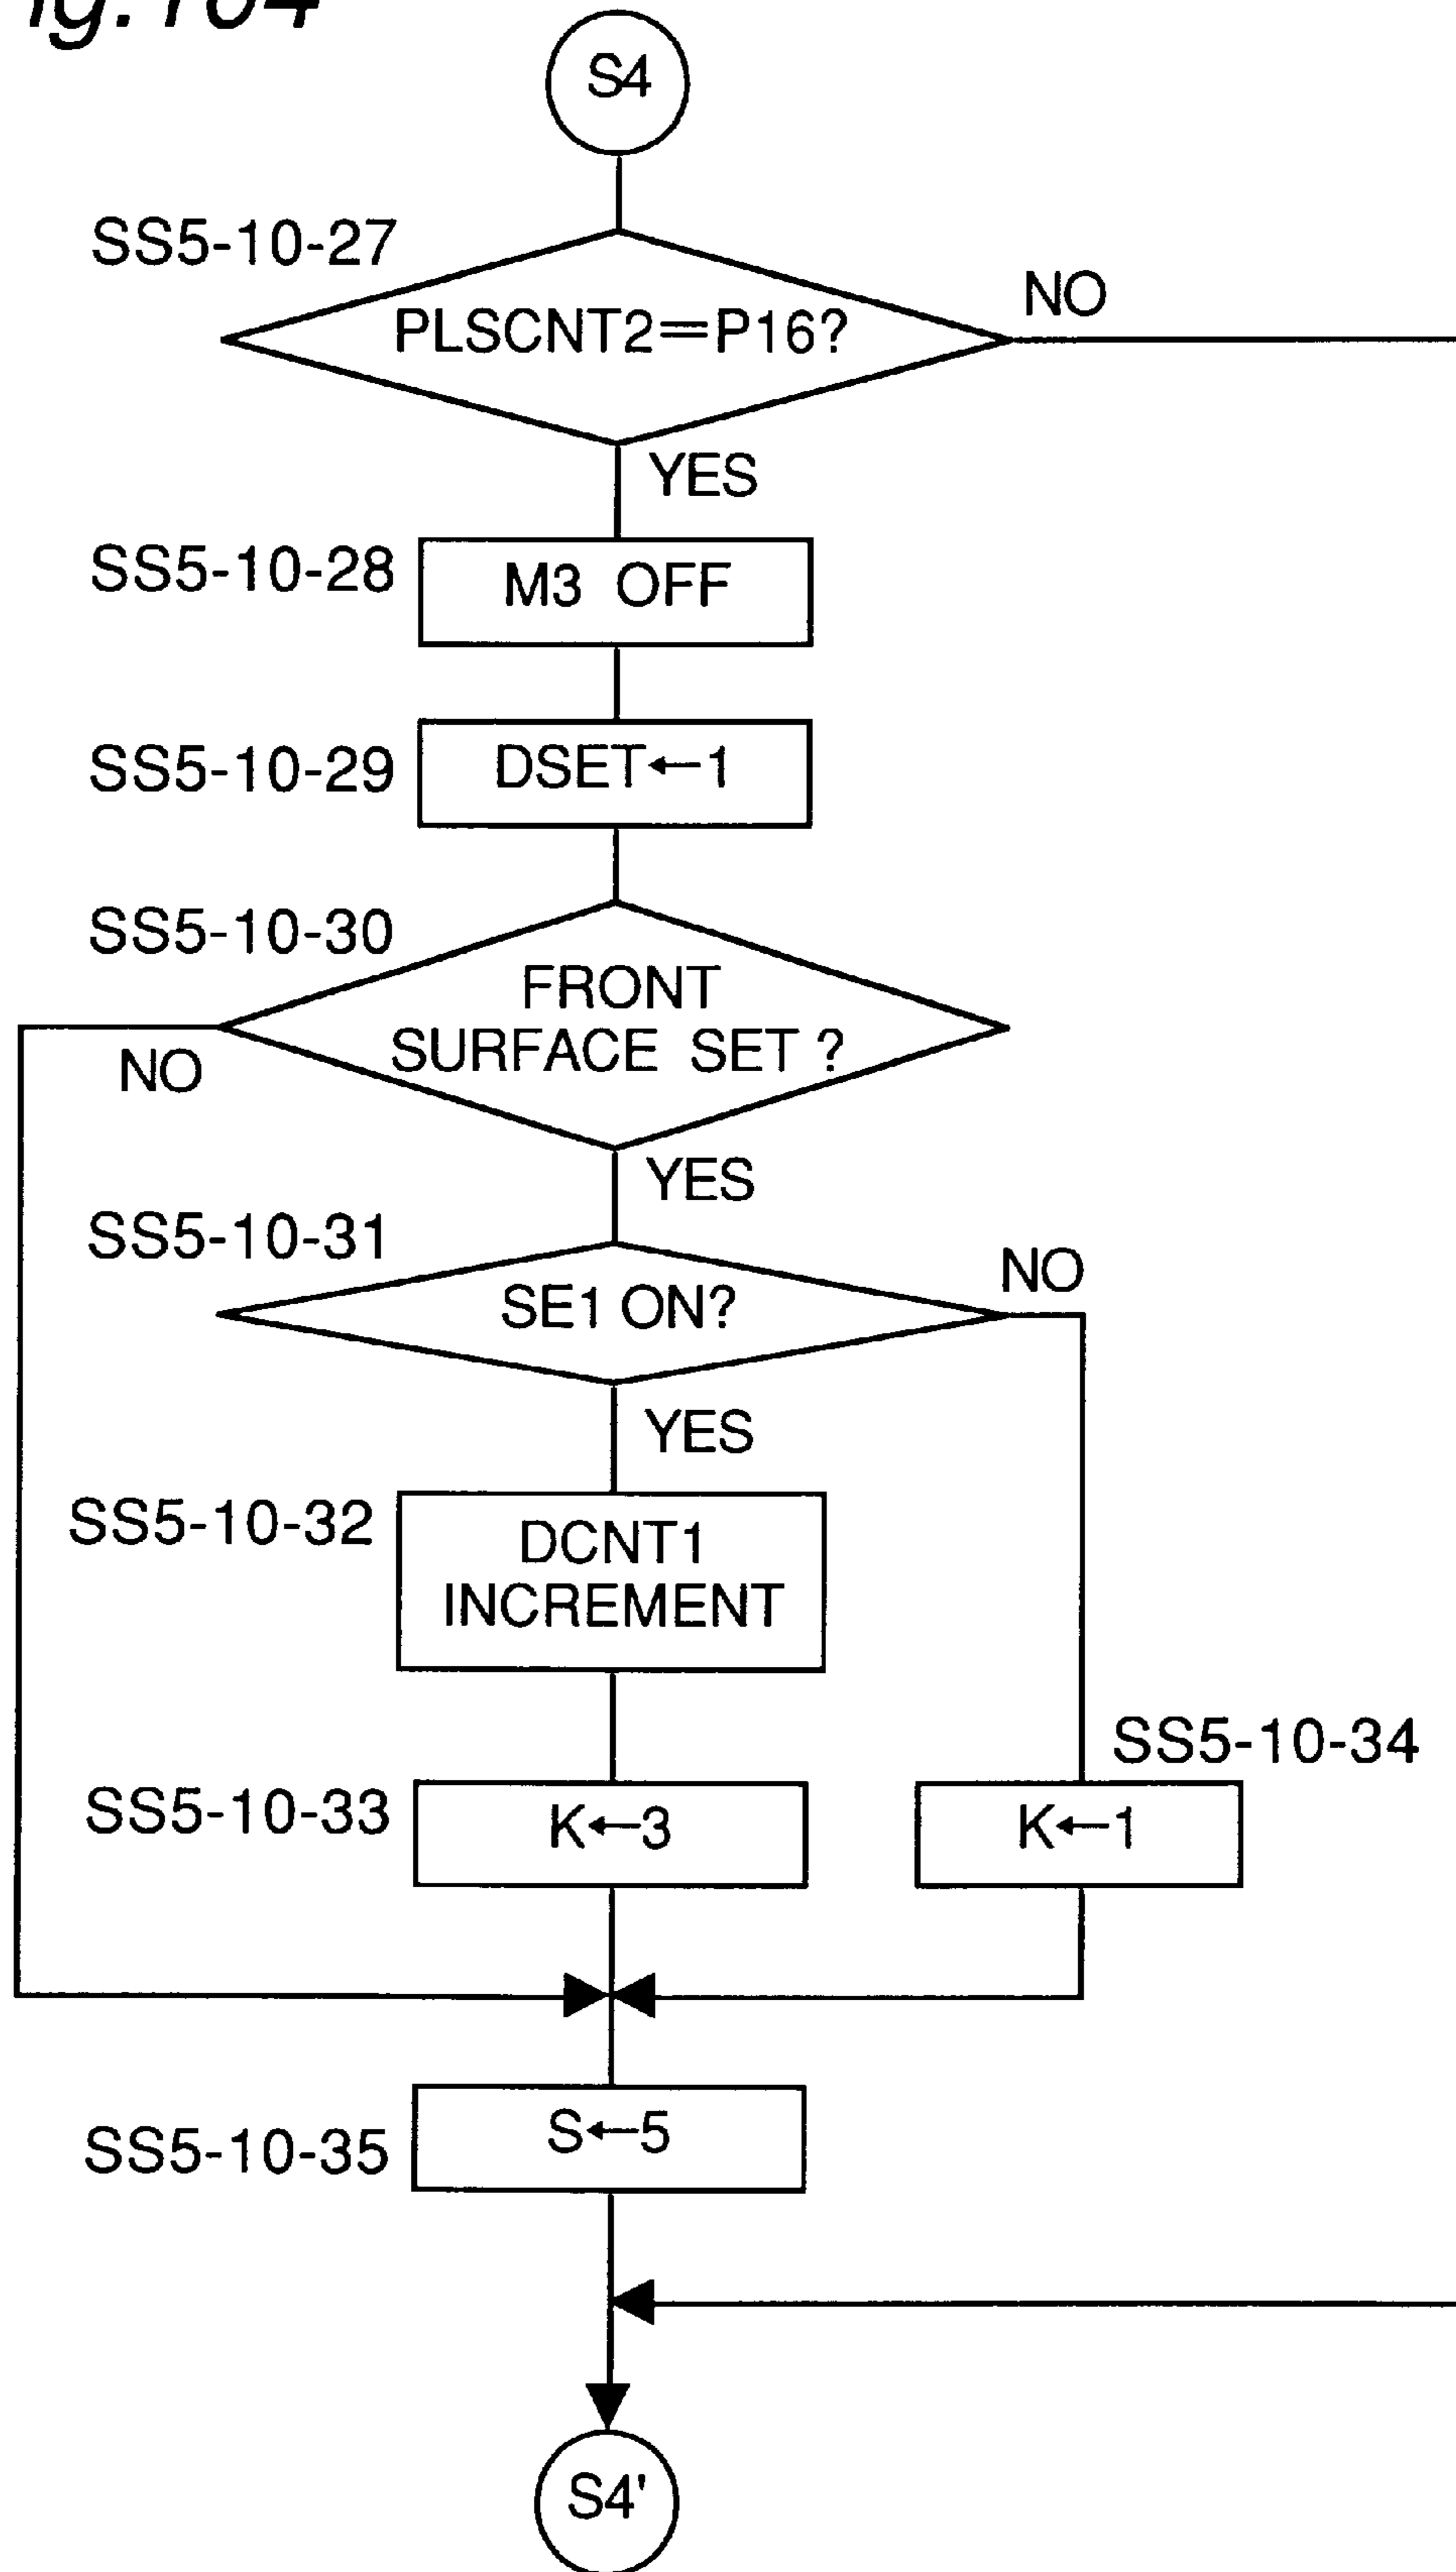 ig.104
S4
SS5-10-27
PLSCNT2=P16?
NO
YES
SS5-10-28
M3 OFF
SS5-10-29
DSET←1
SS5-10-30
FRONT
SURFACE SET ?
NO
YES
SS5-10-31
SE1 ON?
NO
YES
SS5-10-32
DCNT1
INCREMENT
SS5-10-33
K←3
SS5-10-34
K←1
SS5-10-35
S←5
S4'